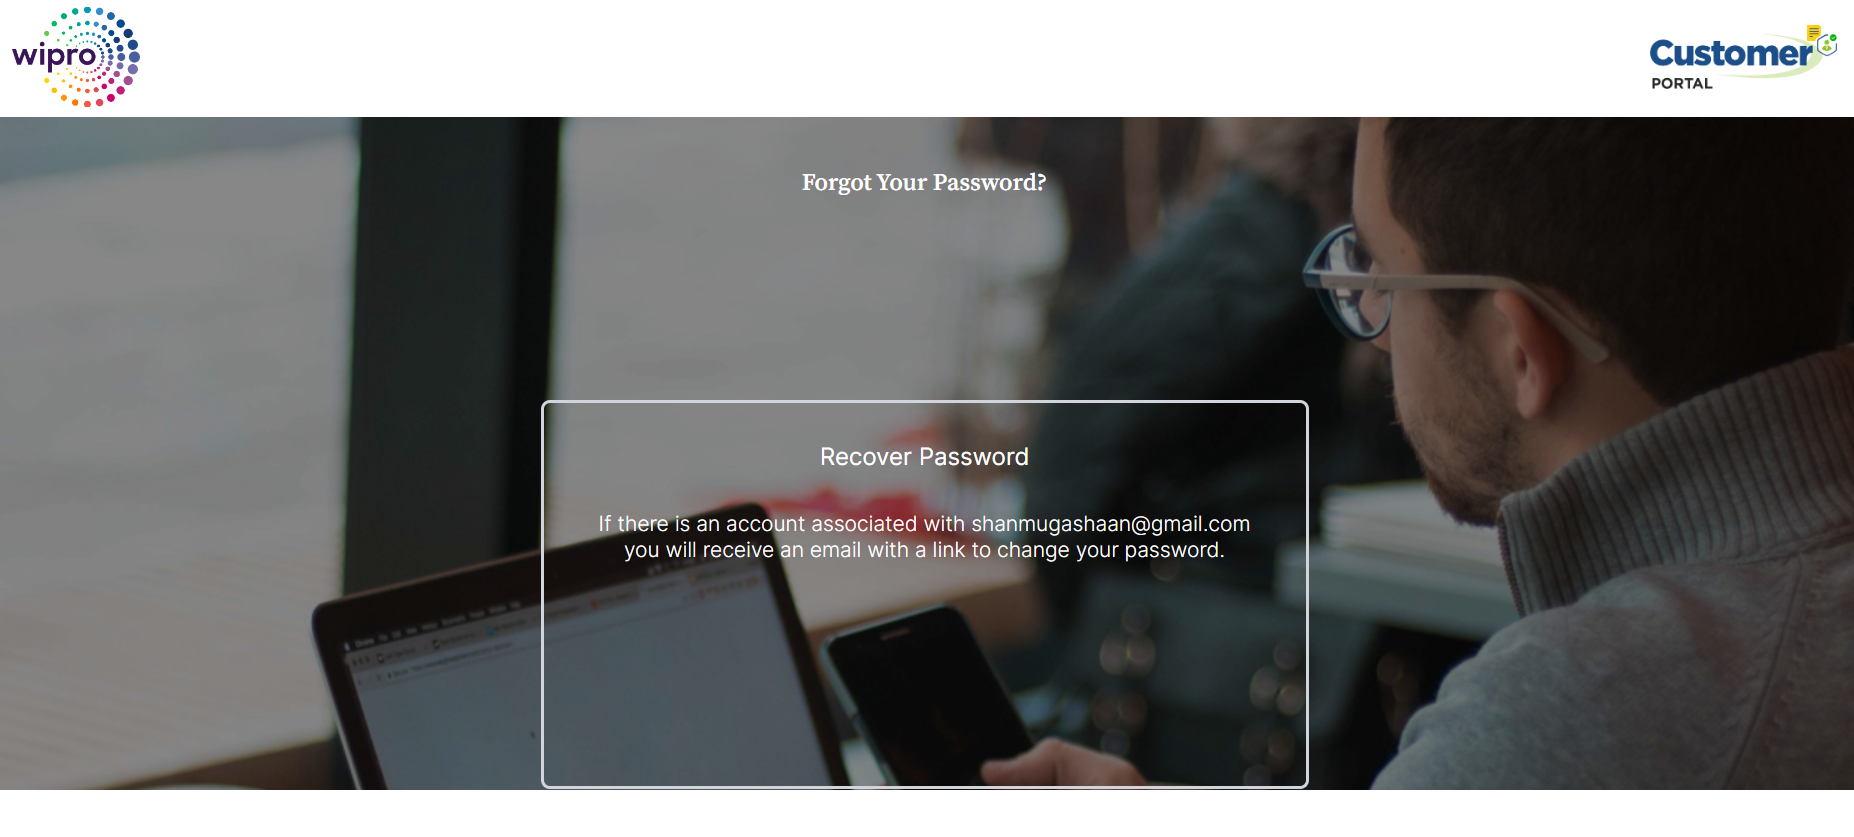 wipro
Customer
PORTAL
Forgot Your Password?
Recover Password
If there is an account associated with shanmugashaan@gmail.com
you will receive an email with a link to change your password.